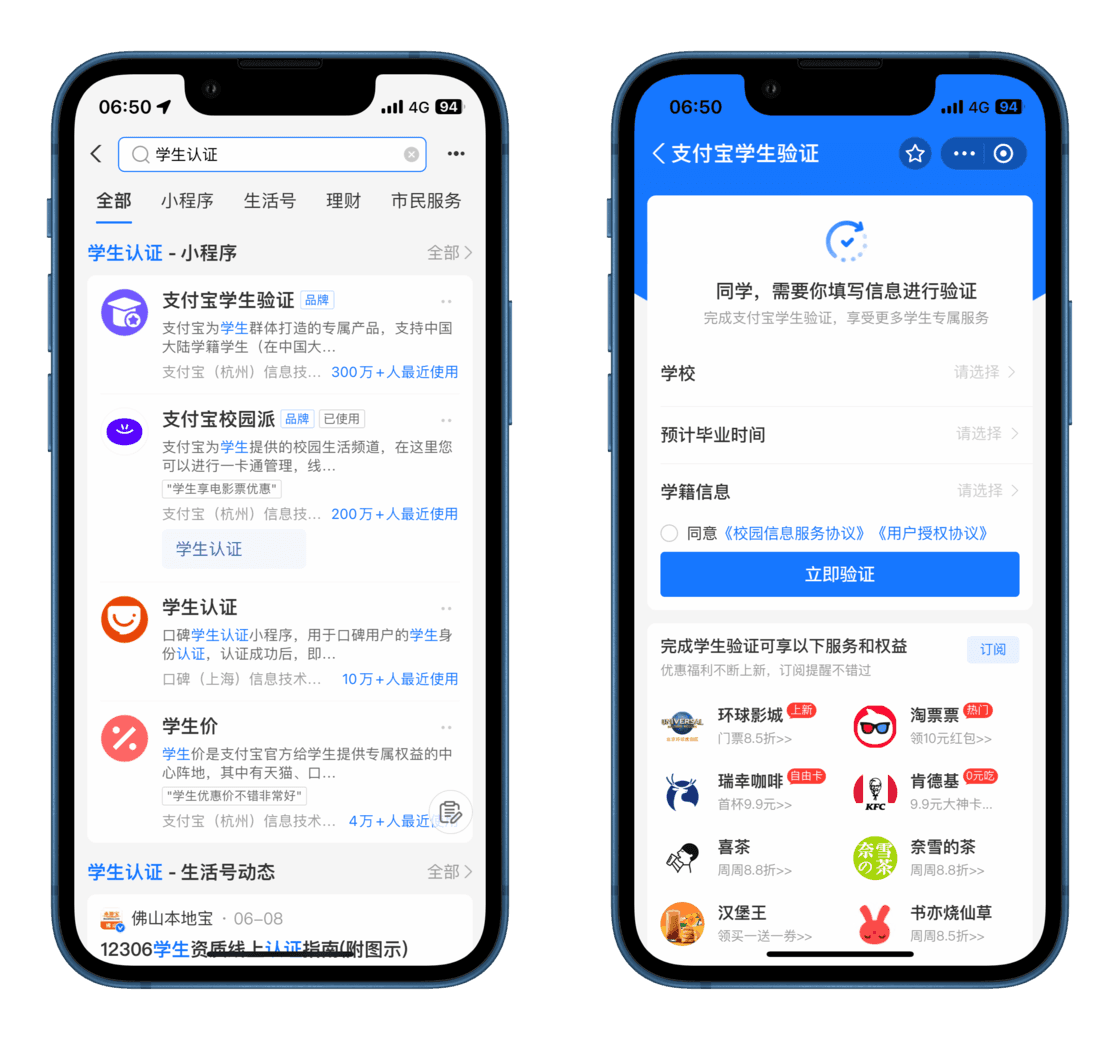 06:50
4G 94
学生认证
全部 小程序 生活号 理财 市民服务
学生认证 - 小程序 全部
支付宝学生验证 品牌
支付宝为学生群体打造的专属产品，支持中国
大陆学籍学生（在中国大...
支付宝（杭州）信息技... 300万+人最近使用
支付宝校园派 品牌 已使用
支付宝为学生提供的校园生活频道，在这里您
可以进行一卡通管理，线...
"学生享电影票优惠"
支付宝（杭州）信息技... 200万+人最近使用
学生认证
学生认证
口碑学生认证小程序，用于口碑用户的学生身
份认证，认证成功后，即...
口碑（上海）信息技术... 10万+人最近使用
学生价
学生价是支付宝官方给学生提供专属权益的中
心阵地，其中有天猫、口...
"学生优惠价不错非常好"
支付宝（杭州）信息技术... 4万+人最近
学生认证 - 生活号动态 全部
佛山本地宝 · 06-08
12306学生资质线上认证指南(附图示)
06:50
4G 94
支付宝学生验证
同学，需要你填写信息进行验证
完成支付宝学生验证，享受更多学生专属服务
学校 请选择
预计毕业时间 请选择
学籍信息 请选择
同意《校园信息服务协议》《用户授权协议》
立即验证
完成学生验证可享以下服务和权益 订阅
优惠福利不断上新，订阅提醒不错过
UNIVERSAL
环球影城 上新
门票8.5折>>
淘票票 热门
领10元红包>>
瑞幸咖啡 自由卡
首杯9.9元>>
KFC
肯德基 0元吃
9.9元大神卡...
喜茶
周周8.8折>>
奈雪の茶
奈雪的茶
周周8.8折>>
汉堡王
领买一送一券>>
书亦烧仙草
周周8.5折>>